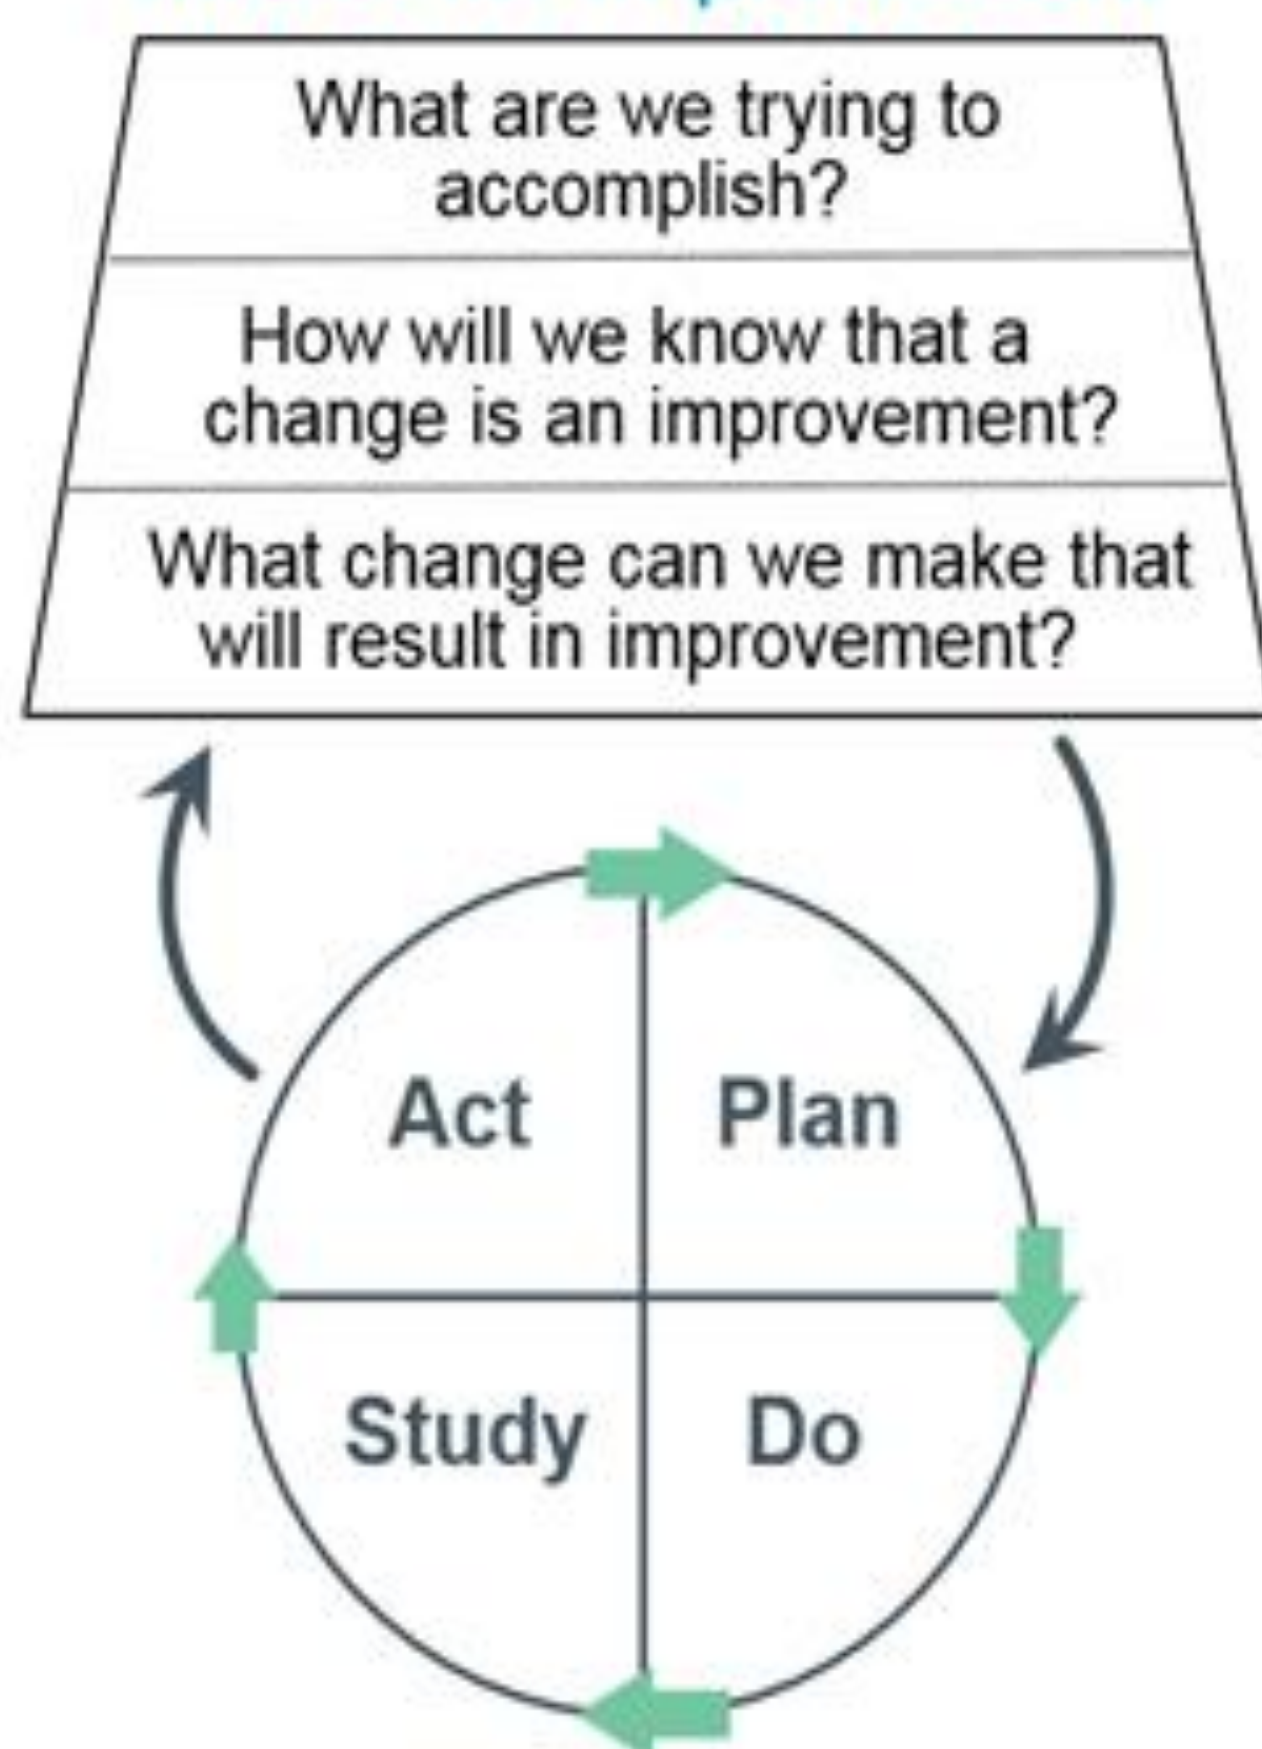 What are we trying to
accomplish?
How will we know that a
change is an improvement?
What change can we make that
will result in improvement?
Act
Plan
Study
Do